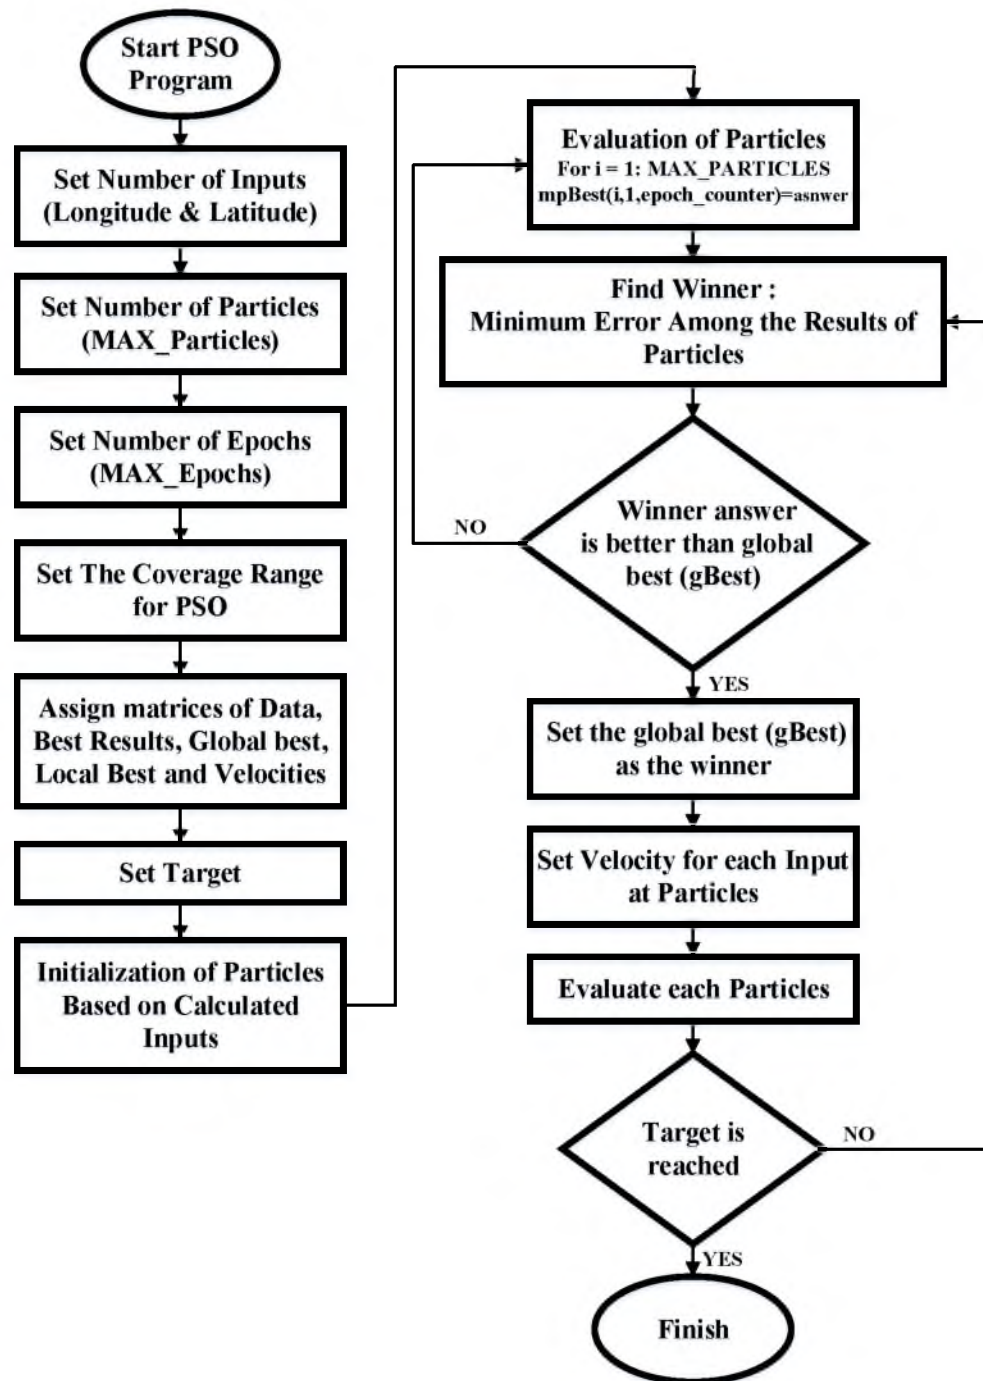 Start PSO
Program
Set Number of Inputs
(Longitude & Latitude)
Set Number of Particles
(MAX_Particles)
Set Number of Epochs
(MAX_Epochs)
Set The Coverage Range
for PSO
Assign matrices of Data,
Best Results, Global best,
Local Best and Velocities
Set Target
Initialization of Particles
Based on Calculated
Inputs
Evaluation of Particles
For i = 1: MAX_PARTICLES
mpBest(i,1,epoch_counter)=asnwer
Find Winner :
Minimum Error Among the Results of
Particles
Winner answer
is better than global
best (gBest)
NO
YES
Set the global best (gBest)
as the winner
Set Velocity for each Input
at Particles
Evaluate each Particles
Target is
reached
NO
YES
Finish